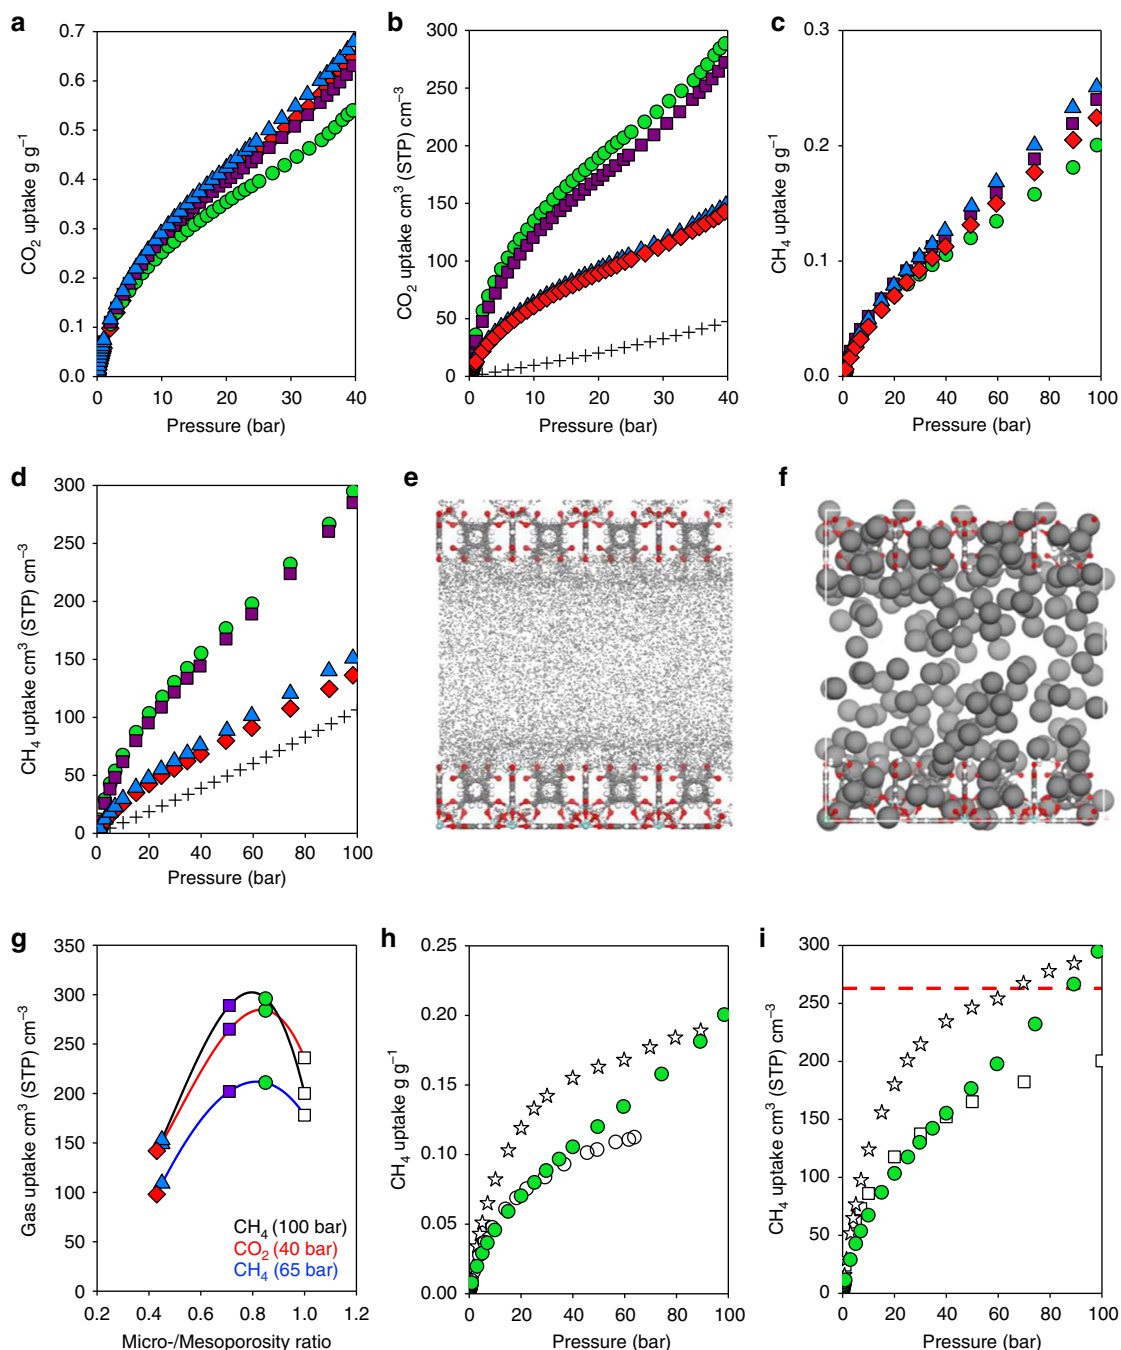 a
0.7
0.6
0.5
0.4
0.3
0.2
0.1
0.0
CO2 uptake g g−1
0 10 20 30 40
Pressure (bar)
b
300
250
200
150
100
50
0
CO2 uptake cm3 (STP) cm−3
0 10 20 30 40
Pressure (bar)
c
0.3
0.2
0.1
0.0
CH4 uptake g g−1
0 20 40 60 80 100
Pressure (bar)
d
300
250
200
150
100
50
0
CH4 uptake cm3 (STP) cm−3
0 20 40 60 80 100
Pressure (bar)
e
f
g
350
300
250
200
150
100
50
0
Gas uptake cm3 (STP) cm−3
CH4 (100 bar)
CO2 (40 bar)
CH4 (65 bar)
0.2 0.4 0.6 0.8 1.0 1.2
Micro-/Mesoporosity ratio
h
0.25
0.20
0.15
0.10
0.05
0.00
CH4 uptake g g−1
0 20 40 60 80 100
Pressure (bar)
i
300
250
200
150
100
50
0
CH4 uptake cm3 (STP) cm−3
0 20 40 60 80 100
Pressure (bar)